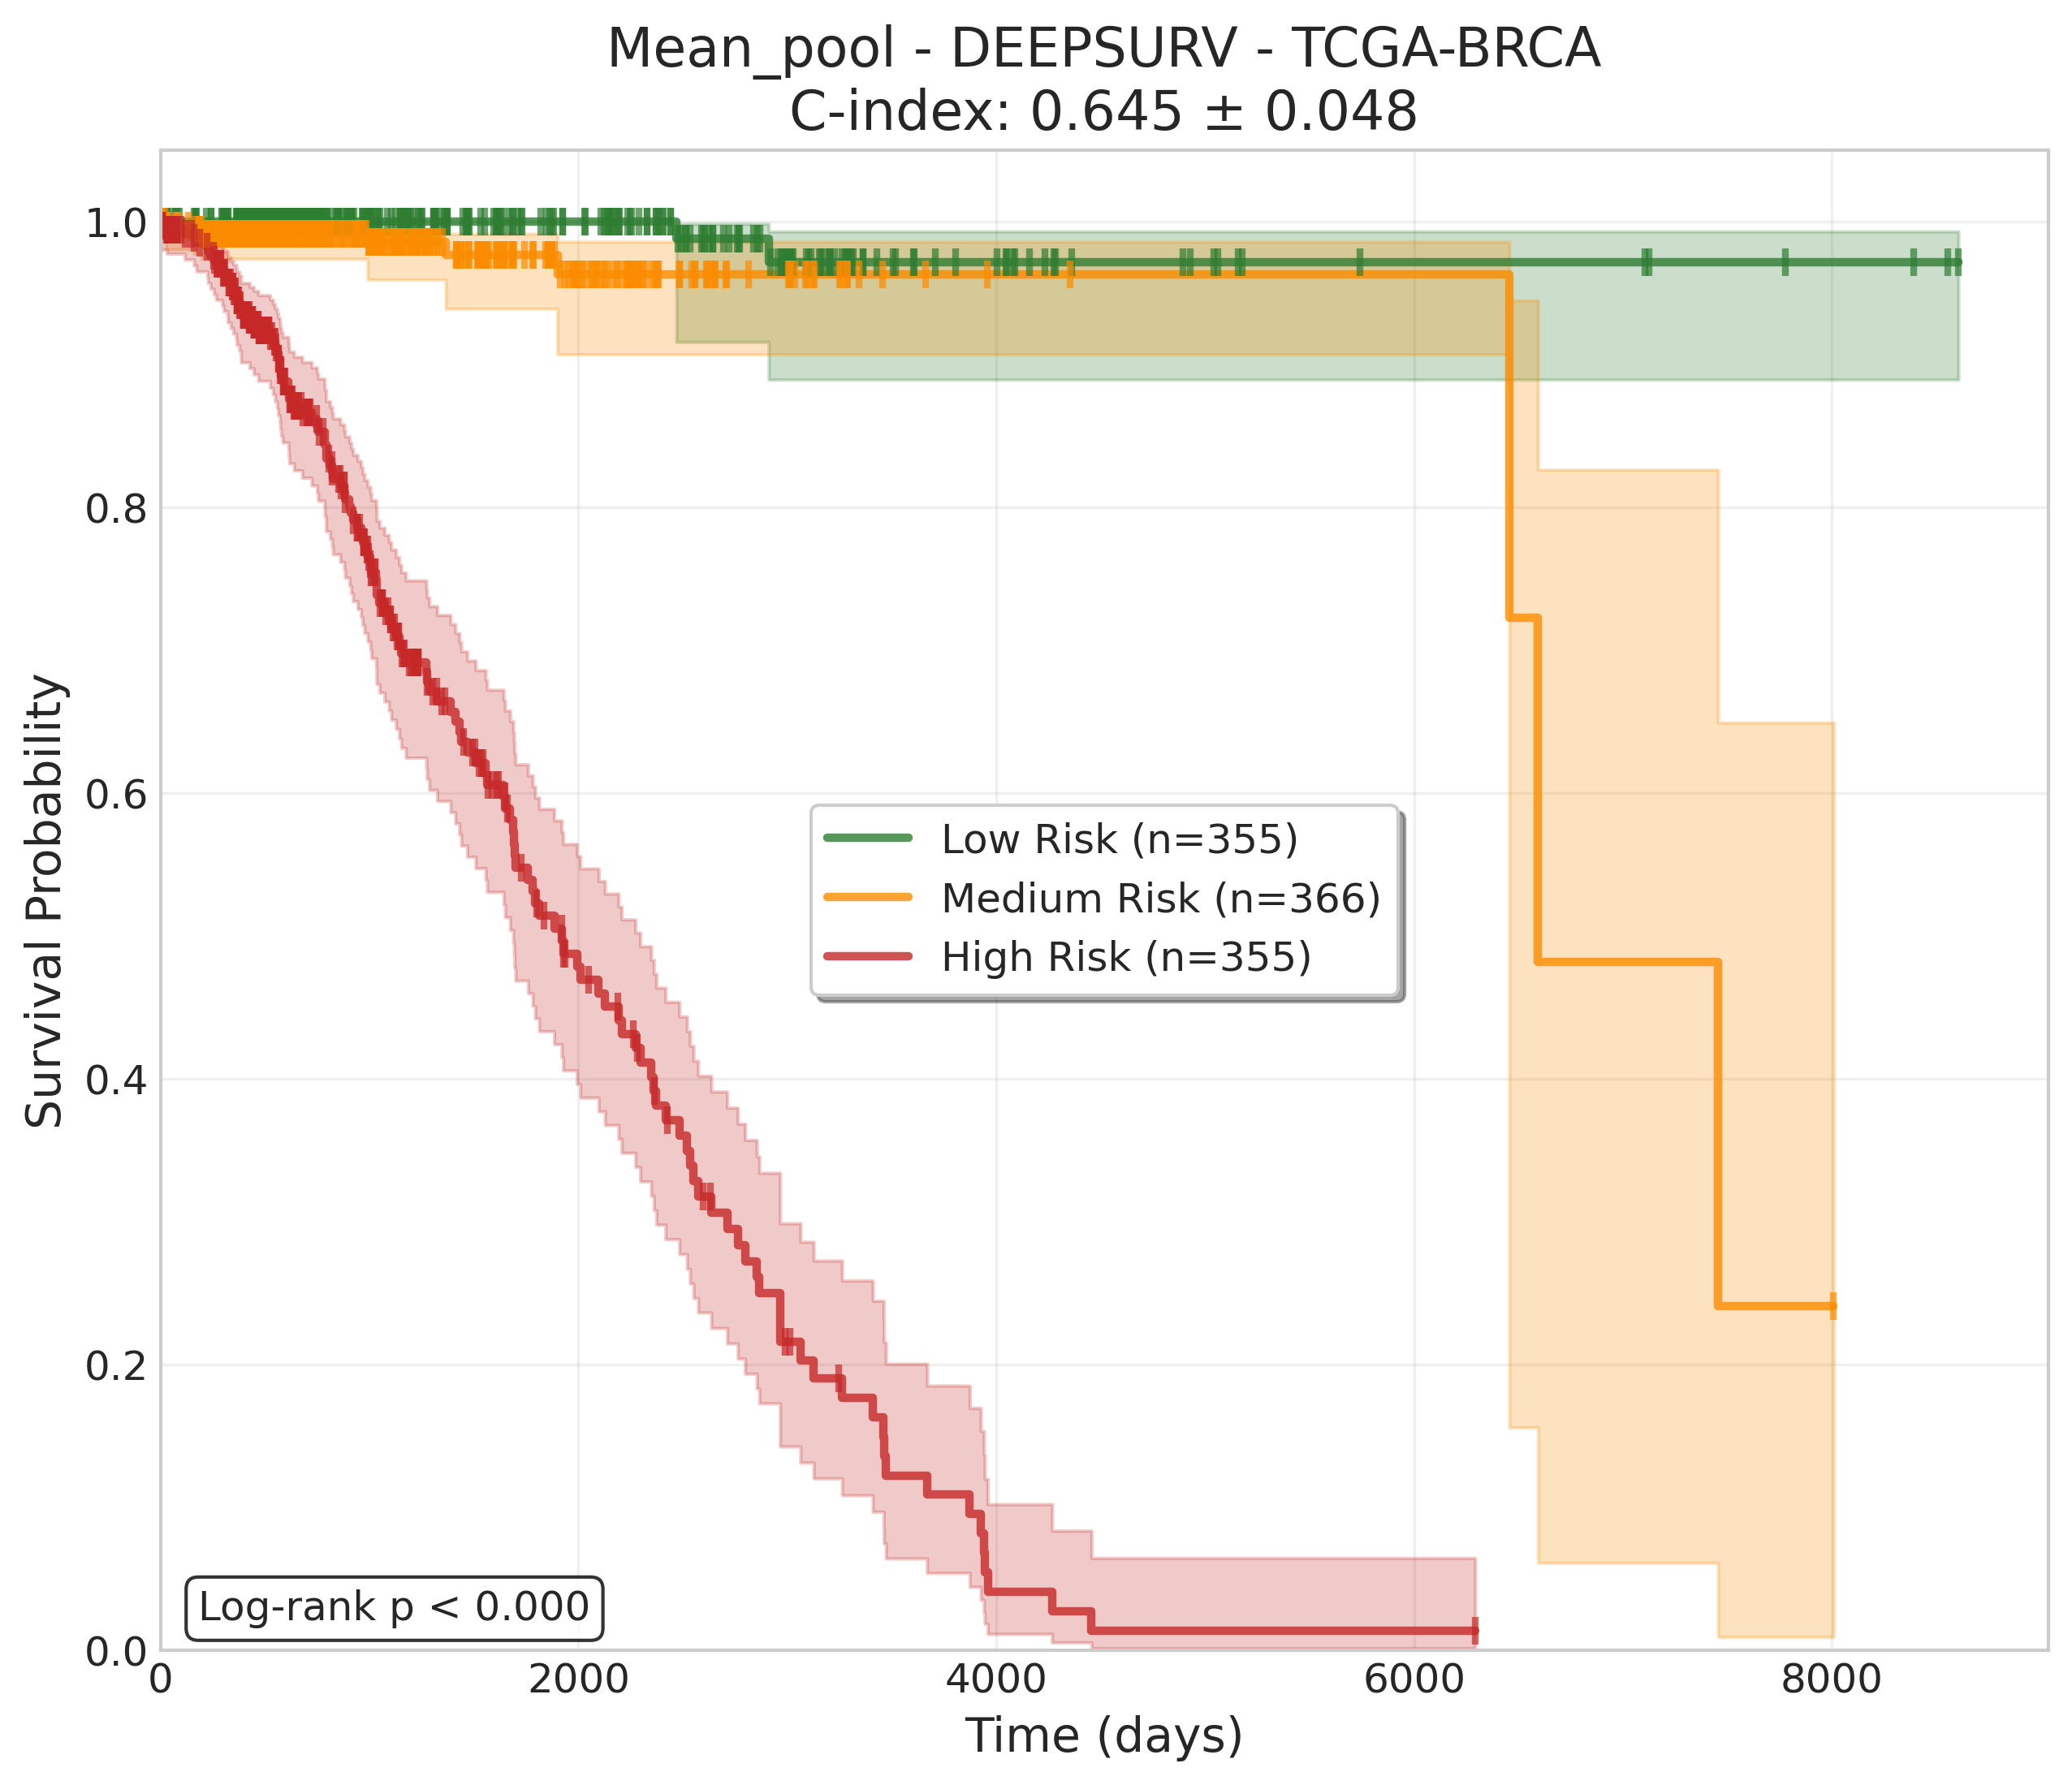 Mean_pool - DEEPSURV - TCGA-BRCA
C-index: 0.645 ± 0.048
Survival Probability
1.0
0.8
0.6
0.4
0.2
0.0
Low Risk (n=355)
Medium Risk (n=366)
High Risk (n=355)
Log-rank p < 0.000
0
2000
4000
6000
8000
Time (days)